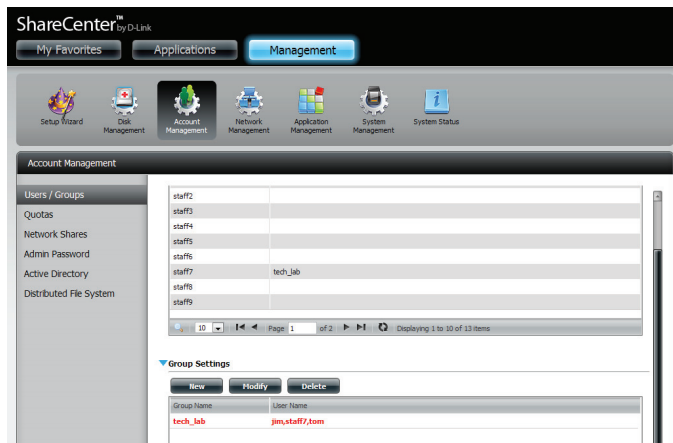 ShareCenter™ by D-Link
My Favorites Applications Management
Setup Wizard Disk Management Account Management Network Management Application Management System Management System Status
Account Management
Users / Groups
Quotas
Network Shares
Admin Password
Active Directory
Distributed File System
staff2
staff3
staff4
staff5
staff6
staff7 tech_lab
staff8
staff9
10 Page 1 of 2 Displaying 1 to 10 of 13 items
Group Settings
New Modify Delete
Group Name User Name
tech_lab jim,staff7,tom